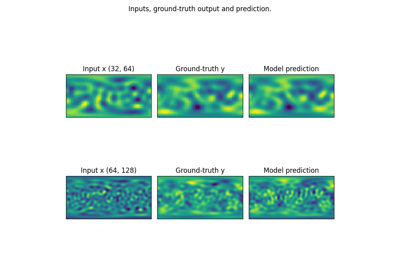 Inputs, ground-truth output and prediction.
Input x (32, 64) Ground-truth y Model prediction
Input x (64, 128) Ground-truth y Model prediction